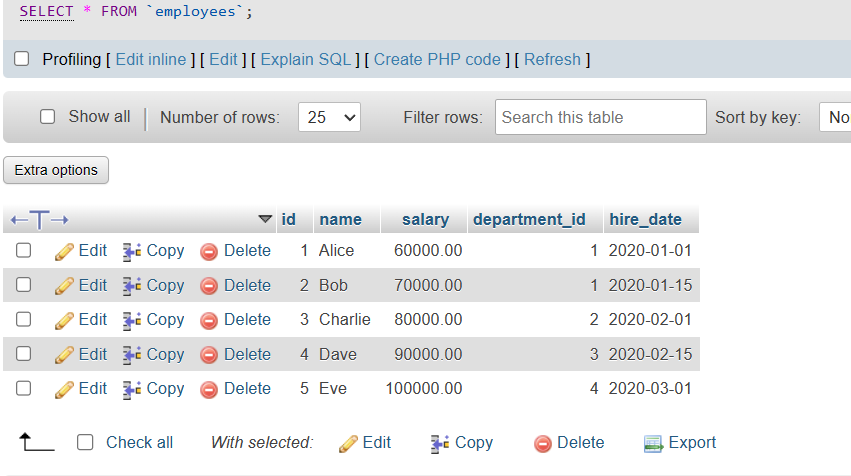 SELECT * FROM `employees`;
Profiling [ Edit inline ] [ Edit ] [ Explain SQL ] [ Create PHP code ] [ Refresh ]
Show all Number of rows: 25 Filter rows: Search this table Sort by key: No
Extra options
id name salary department_id hire_date
Edit Copy Delete 1 Alice 60000.00 1 2020-01-01
Edit Copy Delete 2 Bob 70000.00 1 2020-01-15
Edit Copy Delete 3 Charlie 80000.00 2 2020-02-01
Edit Copy Delete 4 Dave 90000.00 3 2020-02-15
Edit Copy Delete 5 Eve 100000.00 4 2020-03-01
Check all With selected: Edit Copy Delete Export